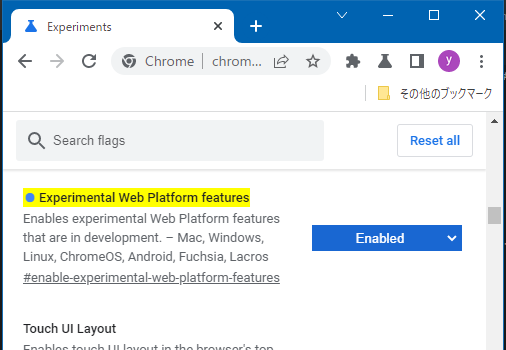 Experiments
Chrome | chrom...
y
その他のブックマーク
Search flags
Reset all
Experimental Web Platform features
Enables experimental Web Platform features
that are in development. – Mac, Windows,
Linux, ChromeOS, Android, Fuchsia, Lacros
#enable-experimental-web-platform-features
Enabled
Touch UI Layout
Enables touch UI layout in the browser's top